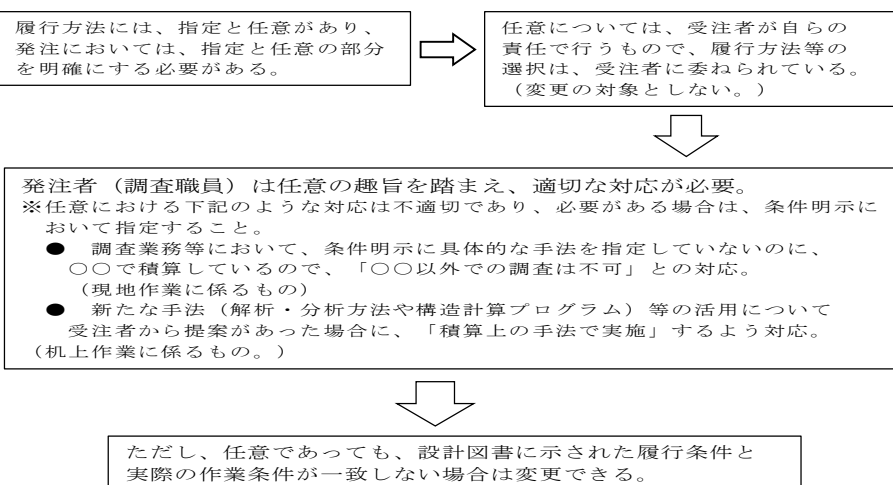 履行方法には、指定と任意があり、
発注においては、指定と任意の部分
を明確にする必要がある。
任意については、受注者が自らの
責任で行うもので、履行方法等の
選択は、受注者に委ねられている。
（変更の対象としない。）
発注者（調査職員）は任意の趣旨を踏まえ、適切な対応が必要。
※任意における下記のような対応は不適切であり、必要がある場合は、条件明示に
おいて指定すること。
● 調査業務等において、条件明示に具体的な手法を指定していないのに、
○○で積算しているので、「○○以外での調査は不可」との対応。
（現地作業に係るもの）
● 新たな手法（解析・分析方法や構造計算プログラム）等の活用について
受注者から提案があった場合に、「積算上の手法で実施」するよう対応。
（机上作業に係るもの。）
ただし、任意であっても、設計図書に示された履行条件と
実際の作業条件が一致しない場合は変更できる。